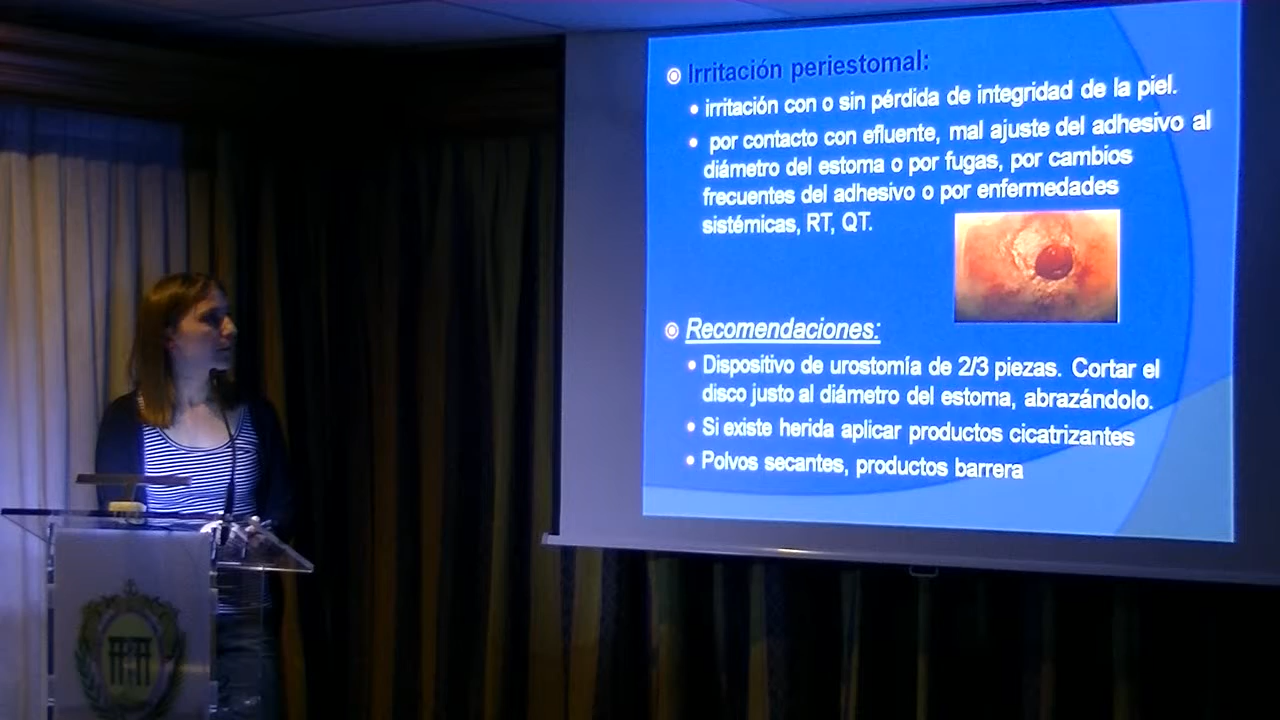 Irritación periestomal:
irritación con o sin pérdida de integridad de la piel.
por contacto con efluente, mal ajuste del adhesivo al
diámetro del estoma o por fugas, por cambios
frecuentes del adhesivo o por enfermedades
sistémicas, RT, QT.
Recomendaciones:
Dispositivo de urostomía de 2/3 piezas. Cortar el
disco justo al diámetro del estoma, abrazándolo.
Si existe herida aplicar productos cicatrizantes
Polvos secantes, productos barrera